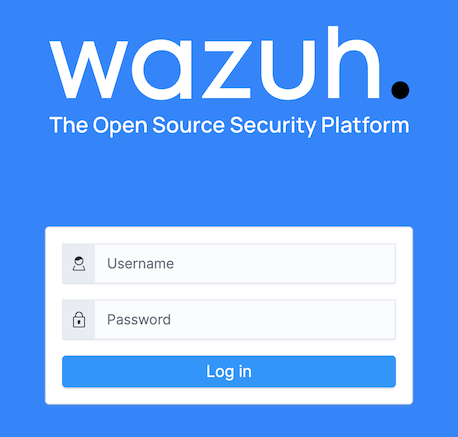 wazuh.
The Open Source Security Platform
Username
Password
Log in